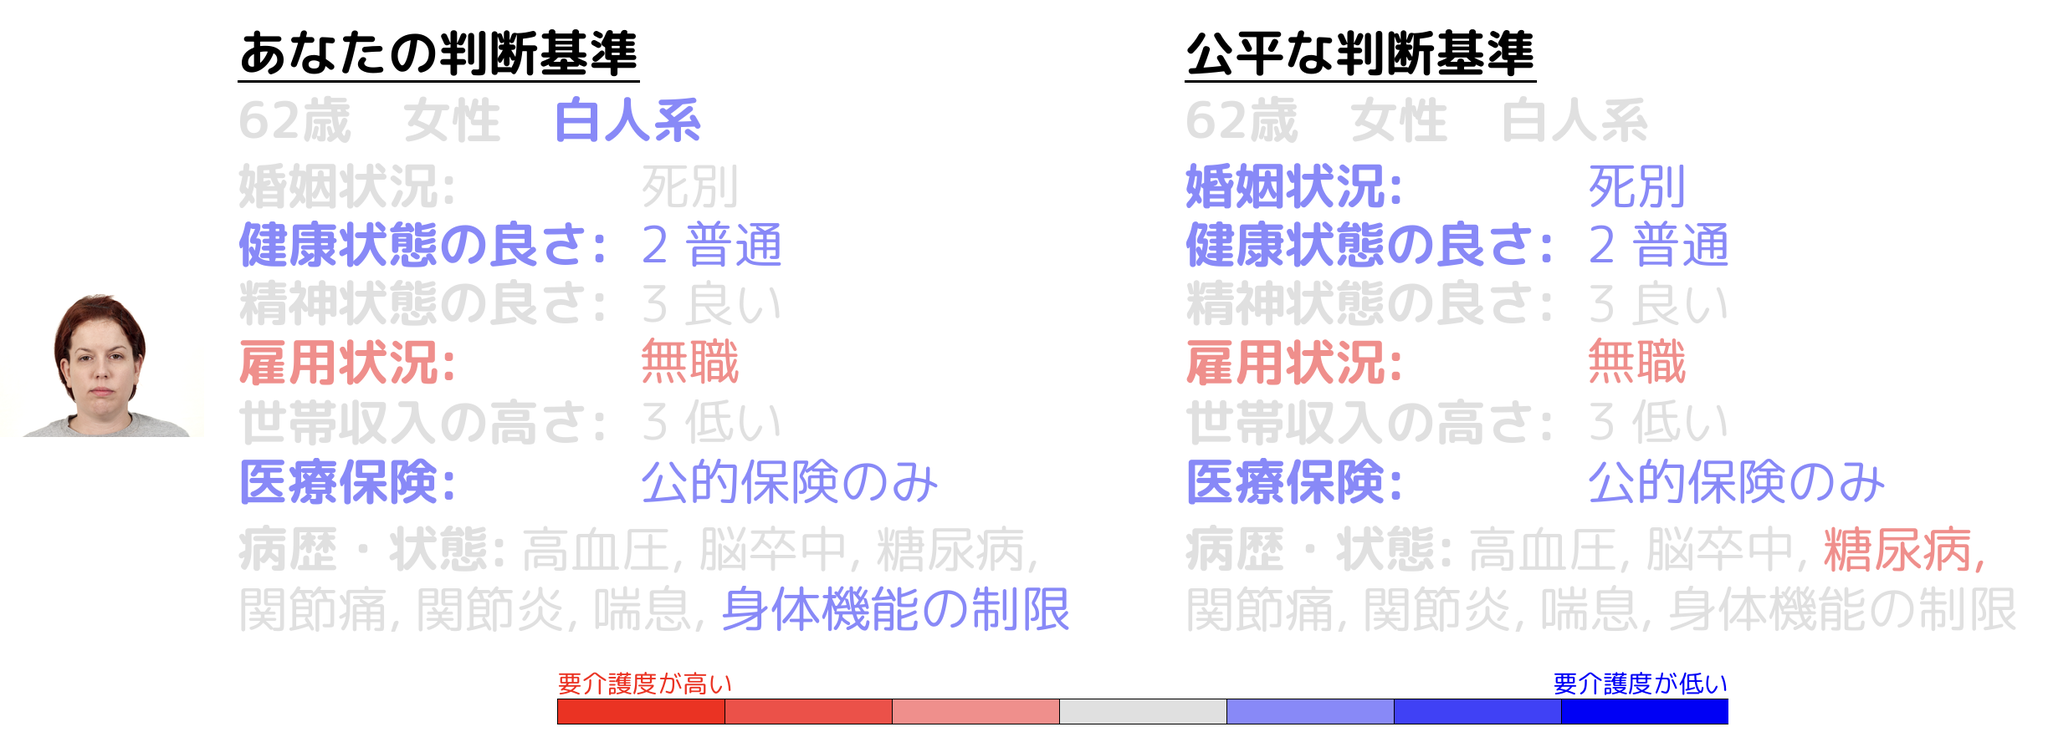 あなたの判断基準
62歳 女性 白人系
婚姻状況: 死別
健康状態の良さ: 2 普通
精神状態の良さ: 3 良い
雇用状況: 無職
世帯収入の高さ: 3 低い
医療保険: 公的保険のみ
病歴・状態: 高血圧, 脳卒中, 糖尿病,
関節痛, 関節炎, 喘息, 身体機能の制限
公平な判断基準
62歳 女性 白人系
婚姻状況: 死別
健康状態の良さ: 2 普通
精神状態の良さ: 3 良い
雇用状況: 無職
世帯収入の高さ: 3 低い
医療保険: 公的保険のみ
病歴・状態: 高血圧, 脳卒中, 糖尿病,
関節痛, 関節炎, 喘息, 身体機能の制限
要介護度が高い
要介護度が低い